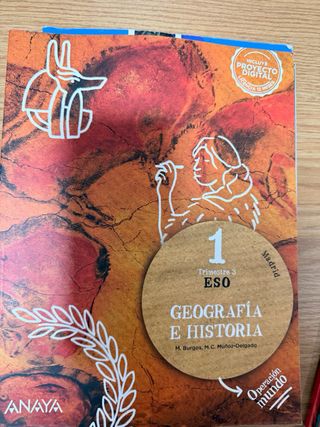 INCLUYE
PROYECTO
DIGITAL
1
Trimestre 3
ESO
Madrid
GEOGRAFÍA
E HISTORIA
M. Burgos, M. C. Muñoz-Delgado
Operación
mundo
ANAYA